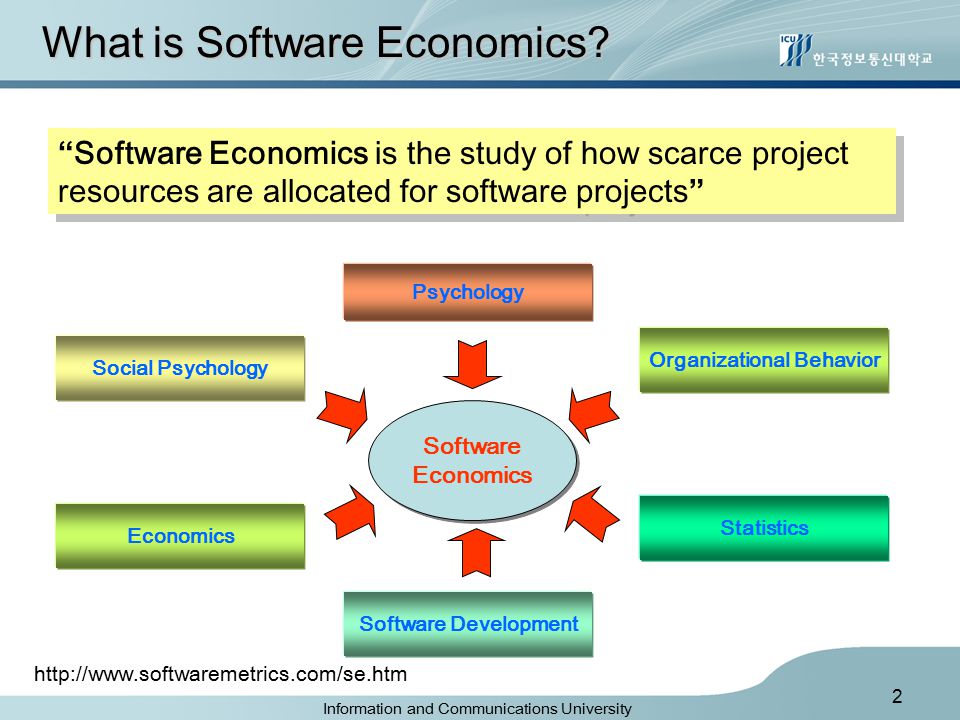 What is Software Economics?
ICU
한국정보통신대학교
“Software Economics is the study of how scarce project
resources are allocated for software projects”
Psychology
Social Psychology
Organizational Behavior
Software
Economics
Economics
Statistics
Software Development
http://www.softwaremetrics.com/se.htm
Information and Communications University
2